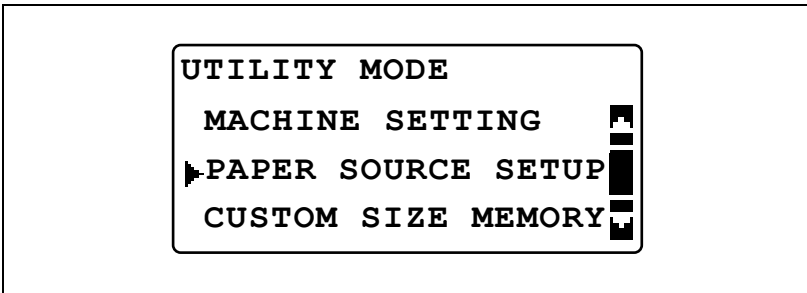 UTILITY MODE
MACHINE SETTING
PAPER SOURCE SETUP
CUSTOM SIZE MEMORY